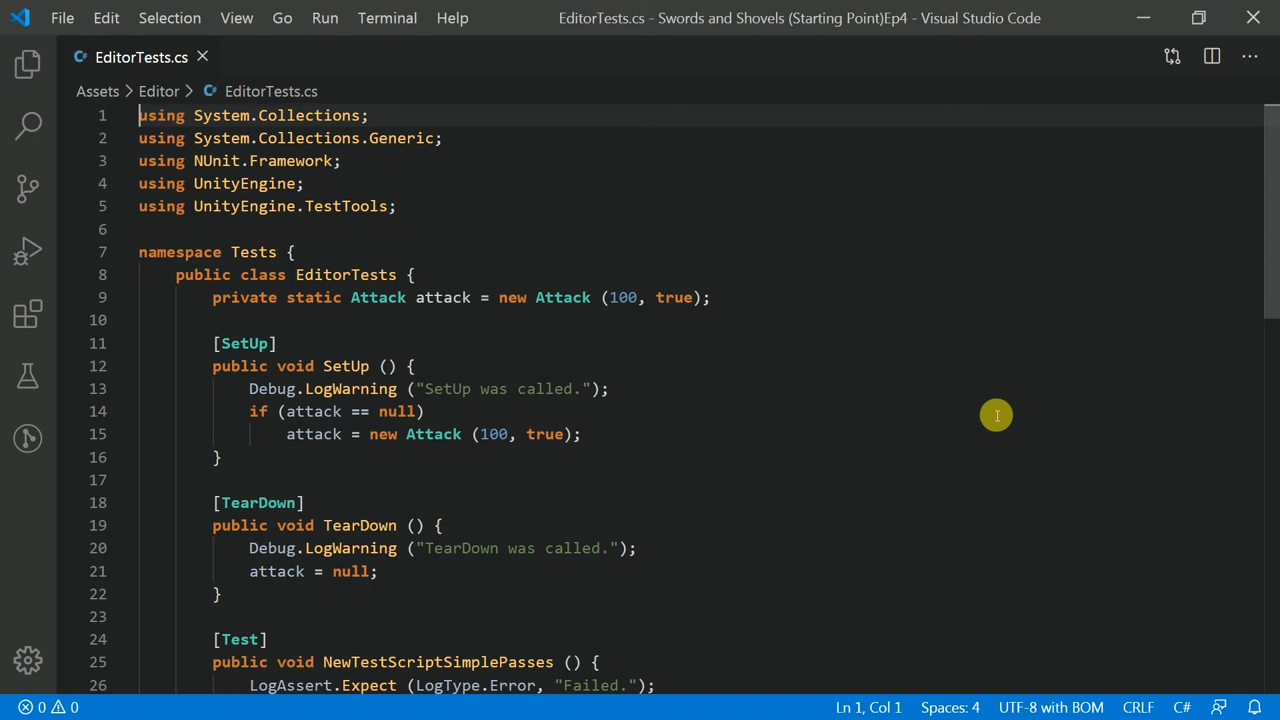 File Edit Selection View Go Run Terminal Help EditorTests.cs - Swords and Shovels (Starting Point)Ep4 - Visual Studio Code
C# EditorTests.cs
Assets > Editor > C# EditorTests.cs
1 using System.Collections;
2 using System.Collections.Generic;
3 using NUnit.Framework;
4 using UnityEngine;
5 using UnityEngine.TestTools;
6
7 namespace Tests {
8 public class EditorTests {
9 private static Attack attack = new Attack (100, true);
10
11 [SetUp]
12 public void SetUp () {
13 Debug.LogWarning ("SetUp was called.");
14 if (attack == null)
15 attack = new Attack (100, true);
16 }
17
18 [TearDown]
19 public void TearDown () {
20 Debug.LogWarning ("TearDown was called.");
21 attack = null;
22 }
23
24 [Test]
25 public void NewTestScriptSimplePasses () {
26 LogAssert.Expect (LogType.Error, "Failed.");
0 0 Ln 1, Col 1 Spaces: 4 UTF-8 with BOM CRLF C#